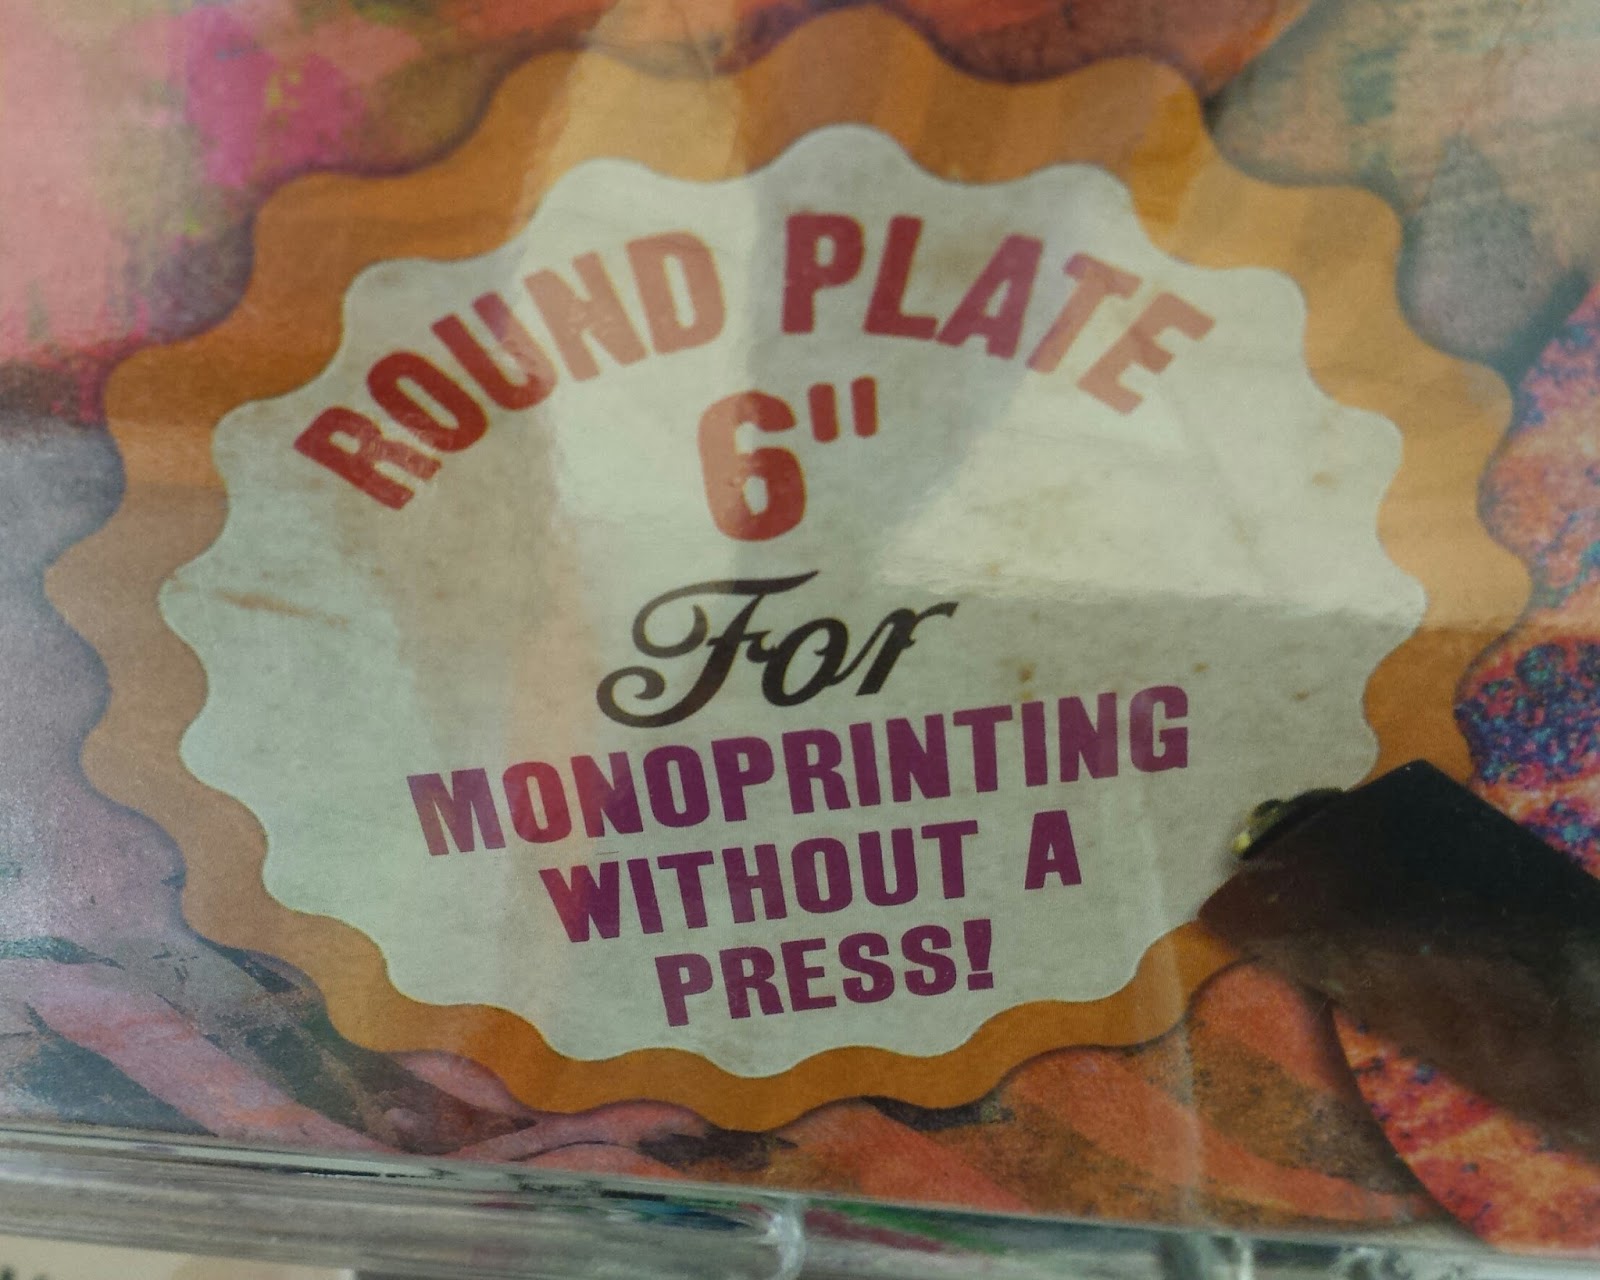 ROUND PLATE
6"
For
MONOPRINTING
WITHOUT A
PRESS!